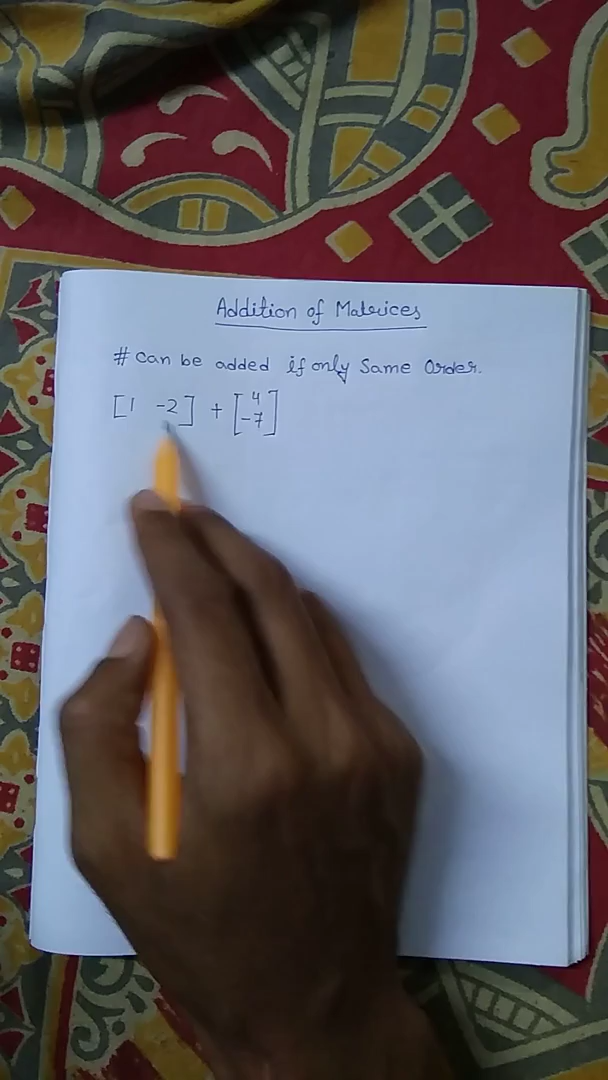 Addition of Matrices
# Can be added if only Same Order.
[1 -2] + [4
-7]